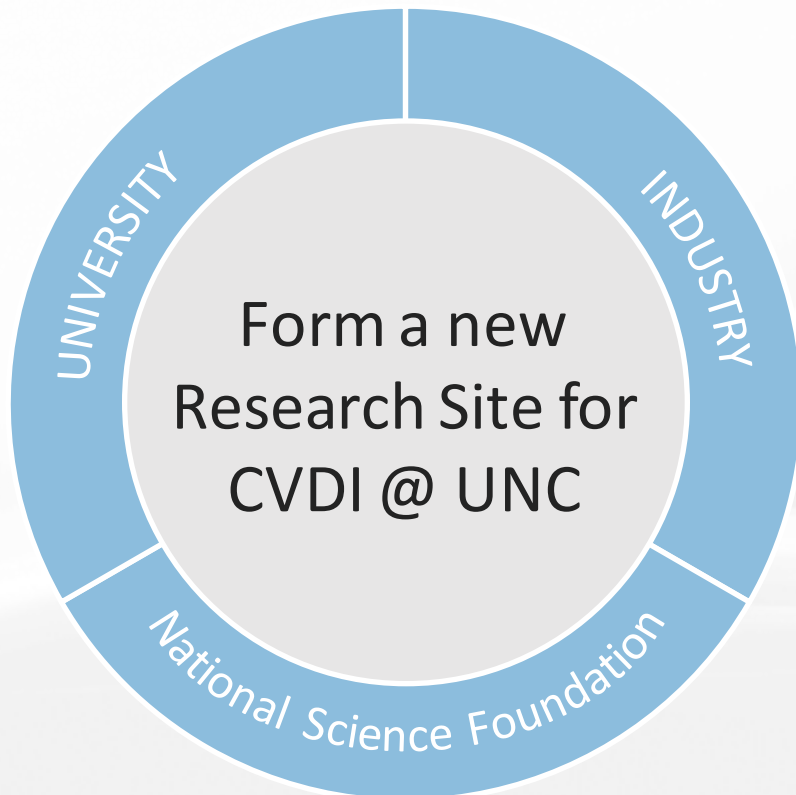 UNIVERSITY
INDUSTRY
Form a new
Research Site for
CVDI @ UNC
National Science Foundation